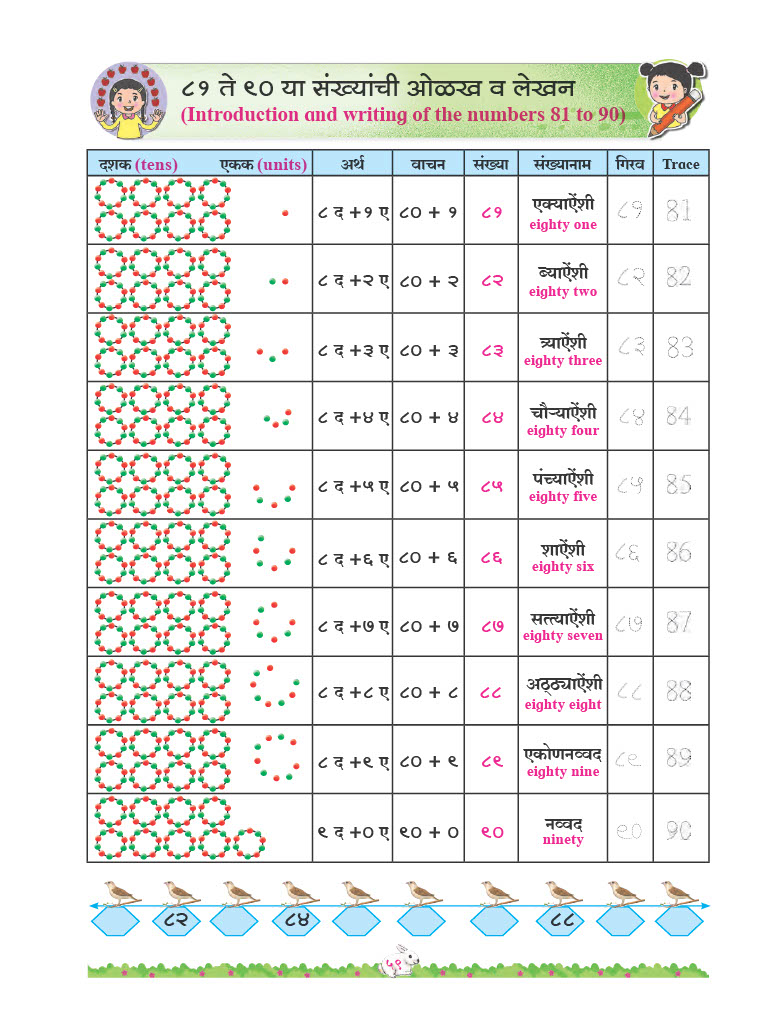 ८१ ते ९० या संख्यांची ओळख व लेखन
(Introduction and writing of the numbers 81 to 90)
दशक (tens) एकक (units) अर्थ वाचन संख्या संख्यानाम गिरव Trace
८ द +१ ए ८० + १ ८१ एक्याऐंशी ८१ 81
eighty one
८ द +२ ए ८० + २ ८२ ब्याऐंशी ८२ 82
eighty two
८ द +३ ए ८० + ३ ८३ त्र्याऐंशी ८३ 83
eighty three
८ द +४ ए ८० + ४ ८४ चौऱ्याऐंशी ८४ 84
eighty four
८ द +५ ए ८० + ५ ८५ पंच्याऐंशी ८५ 85
eighty five
८ द +६ ए ८० + ६ ८६ शाऐंशी ८६ 86
eighty six
८ द +७ ए ८० + ७ ८७ सत्त्याऐंशी ८७ 87
eighty seven
८ द +८ ए ८० + ८ ८८ अठ्ठ्याऐंशी ८८ 88
eighty eight
८ द +९ ए ८० + ९ ८९ एकोणनव्वद ८९ 89
eighty nine
९ द +० ए ९० + ० ९० नव्वद ९० 90
ninety
८२ ८४ ८८
५९